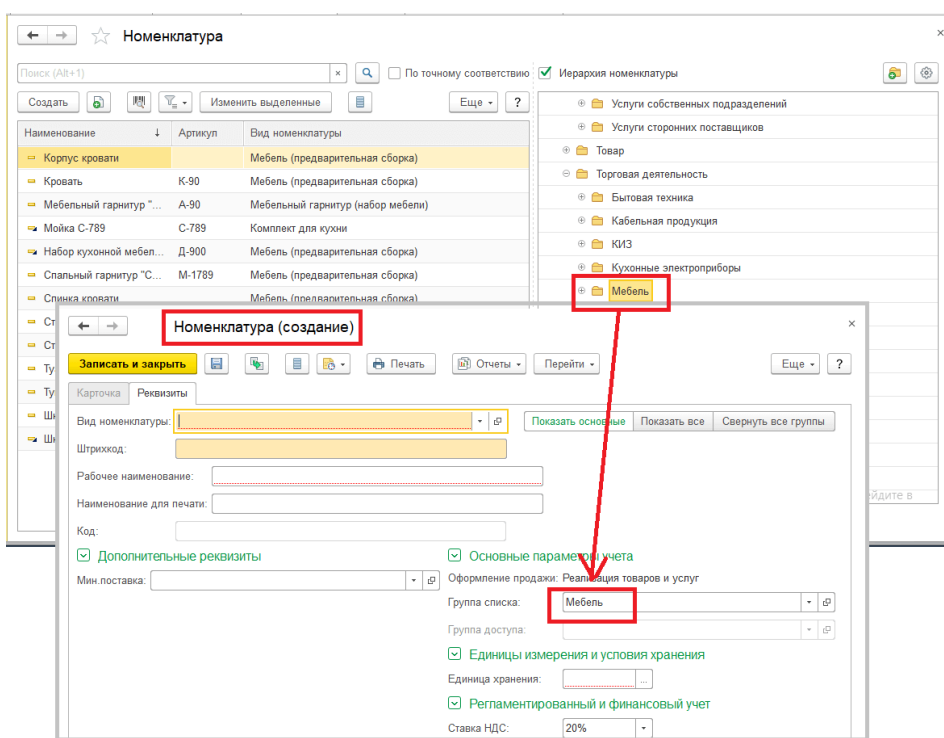 Номенклатура
Поиск (Alt+1)
По точному соответствию
Иерархия номенклатуры
Создать
Изменить выделенные
Еще
?
Наименование Артикул Вид номенклатуры
Корпус кровати Мебель (предварительная сборка)
Кровать К-90 Мебель (предварительная сборка)
Мебельный гарнитур "... А-90 Мебельный гарнитур (набор мебели)
Мойка С-789 С-789 Комплект для кухни
Набор кухонной мебел... Д-900 Мебель (предварительная сборка)
Спальный гарнитур "С... М-1789 Мебель (предварительная сборка)
Спинка кровати Мебель (предварительная сборка)
Ст
Ст
Ту
Ту
Услуги собственных подразделений
Услуги сторонних поставщиков
Товар
Торговая деятельность
Бытовая техника
Кабельная продукция
КИЗ
Кухонные электроприборы
Мебель
йдите в
Номенклатура (создание)
Записать и закрыть
Печать
Отчеты
Перейти
Еще
?
Карточка Реквизиты
Вид номенклатуры:
Показать основные Показать все Свернуть все группы
Штрихкод:
Рабочее наименование:
Наименование для печати:
Код:
Дополнительные реквизиты
Мин.поставка:
Основные параметры учета
Оформление продажи: Реализация товаров и услуг
Группа списка: Мебель
Группа доступа:
Единицы измерения и условия хранения
Единица хранения: ...
Регламентированный и финансовый учет
Ставка НДС: 20%